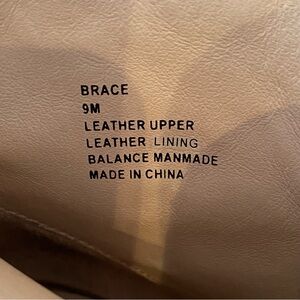 BRACE
9M
LEATHER UPPER
LEATHER LINING
BALANCE MANMADE
MADE IN CHINA